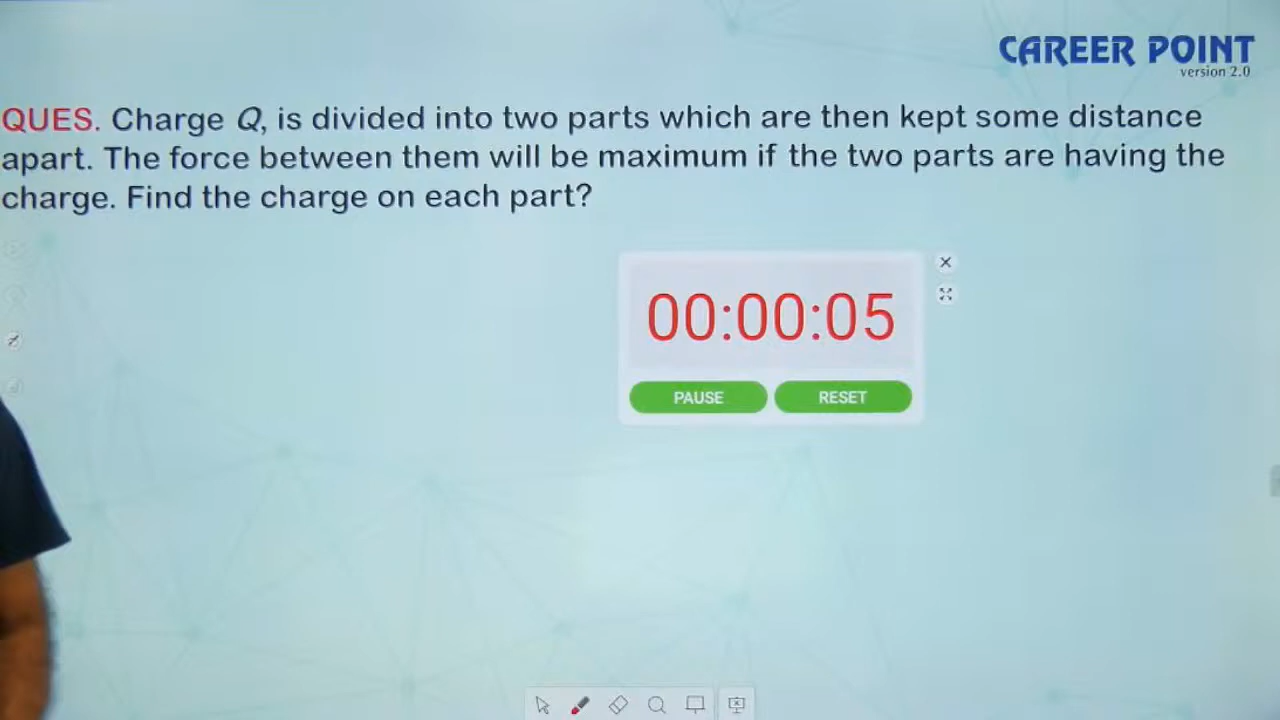 CAREER POINT
version 2.0
QUES. Charge Q, is divided into two parts which are then kept some distance
apart. The force between them will be maximum if the two parts are having the
charge. Find the charge on each part?
00:00:05
PAUSE
RESET